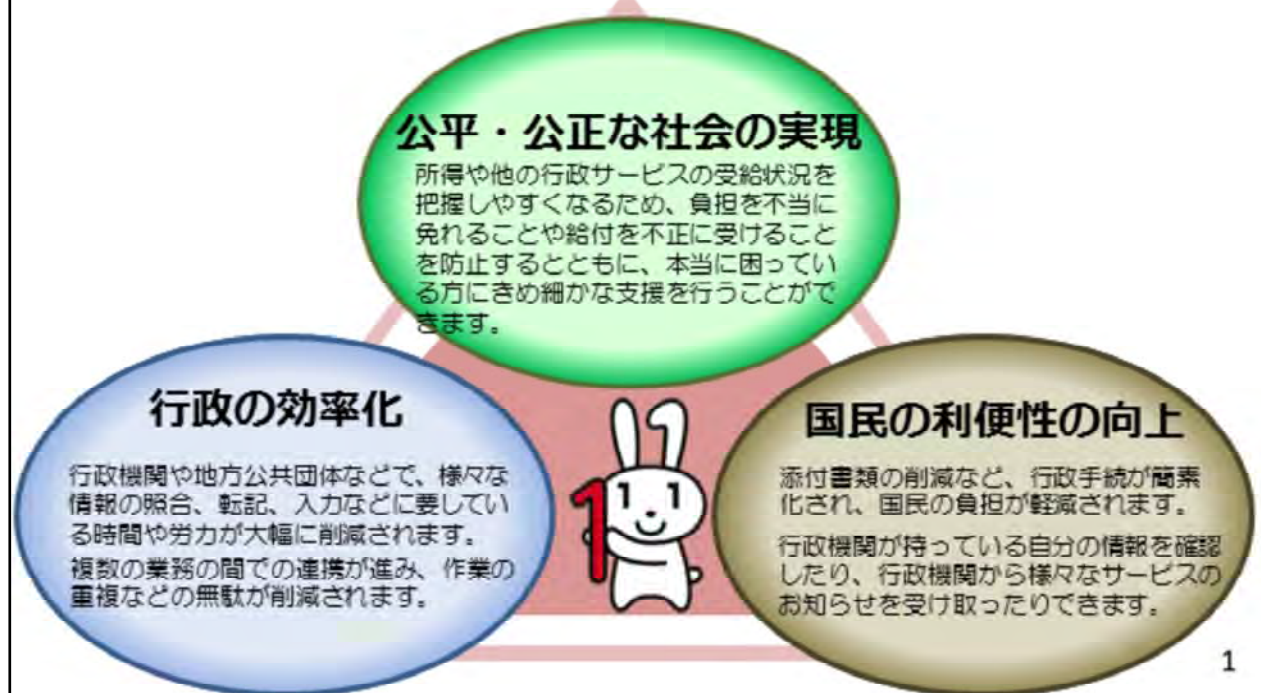 公平・公正な社会の実現
所得や他の行政サービスの受給状況を
把握しやすくなるため、負担を不当に
免れることや給付を不正に受けること
を防止するとともに、本当に困ってい
る方にきめ細かな支援を行うことがで
きます。
行政の効率化
行政機関や地方公共団体などで、様々な
情報の照合、転記、入力などに要してい
る時間や労力が大幅に削減されます。
複数の業務の間での連携が進み、作業の
重複などの無駄が削減されます。
1
国民の利便性の向上
添付書類の削減など、行政手続が簡素
化され、国民の負担が軽減されます。
行政機関が持っている自分の情報を確認
したり、行政機関から様々なサービスの
お知らせを受け取ったりできます。
1